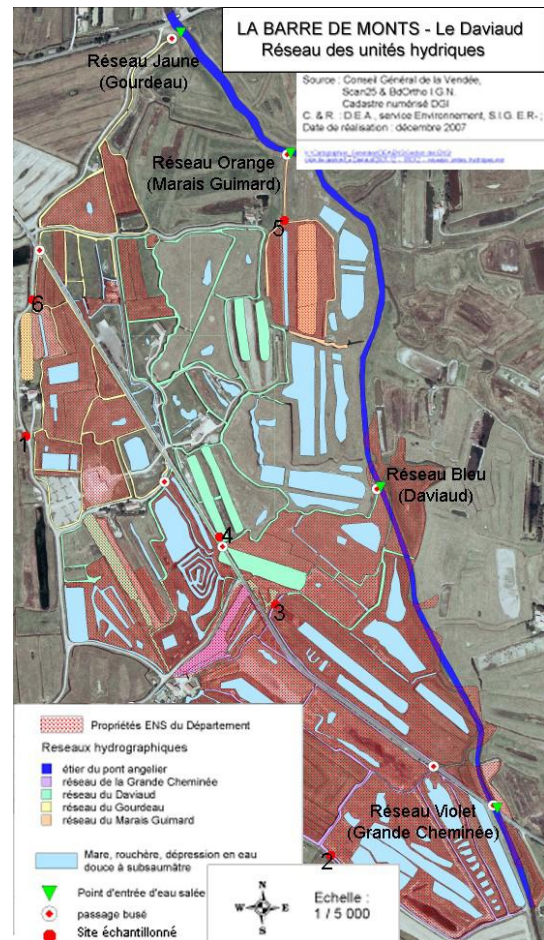 LA BARRE DE MONTS - Le Daviaud
Réseau des unités hydriques
Source : Conseil Général de la Vendée,
Scan25 & BdOrtho I.G.N.
Cadastre numérisé DGI
C. & R. : D.E.A., service Environnement, S.I.G. E.R-;
Date de réalisation : décembre 2007
Réseau Jaune
(Gourdeau)
Réseau Orange
(Marais Guimard)
5
6
1
Réseau Bleu
(Daviaud)
4
3
Réseau Violet
(Grande Cheminée)
2
Propriétés ENS du Département
Reseaux hydrographiques
étier du pont angelier
réseau de la Grande Cheminée
réseau du Daviaud
réseau du Gourdeau
réseau du Marais Guimard
Mare, rouchère, dépression en eau
douce à subsaumâtre
Point d'entrée d'eau salée
passage busé
Site échantillonné
N
W E
S
Echelle :
1 / 5 000